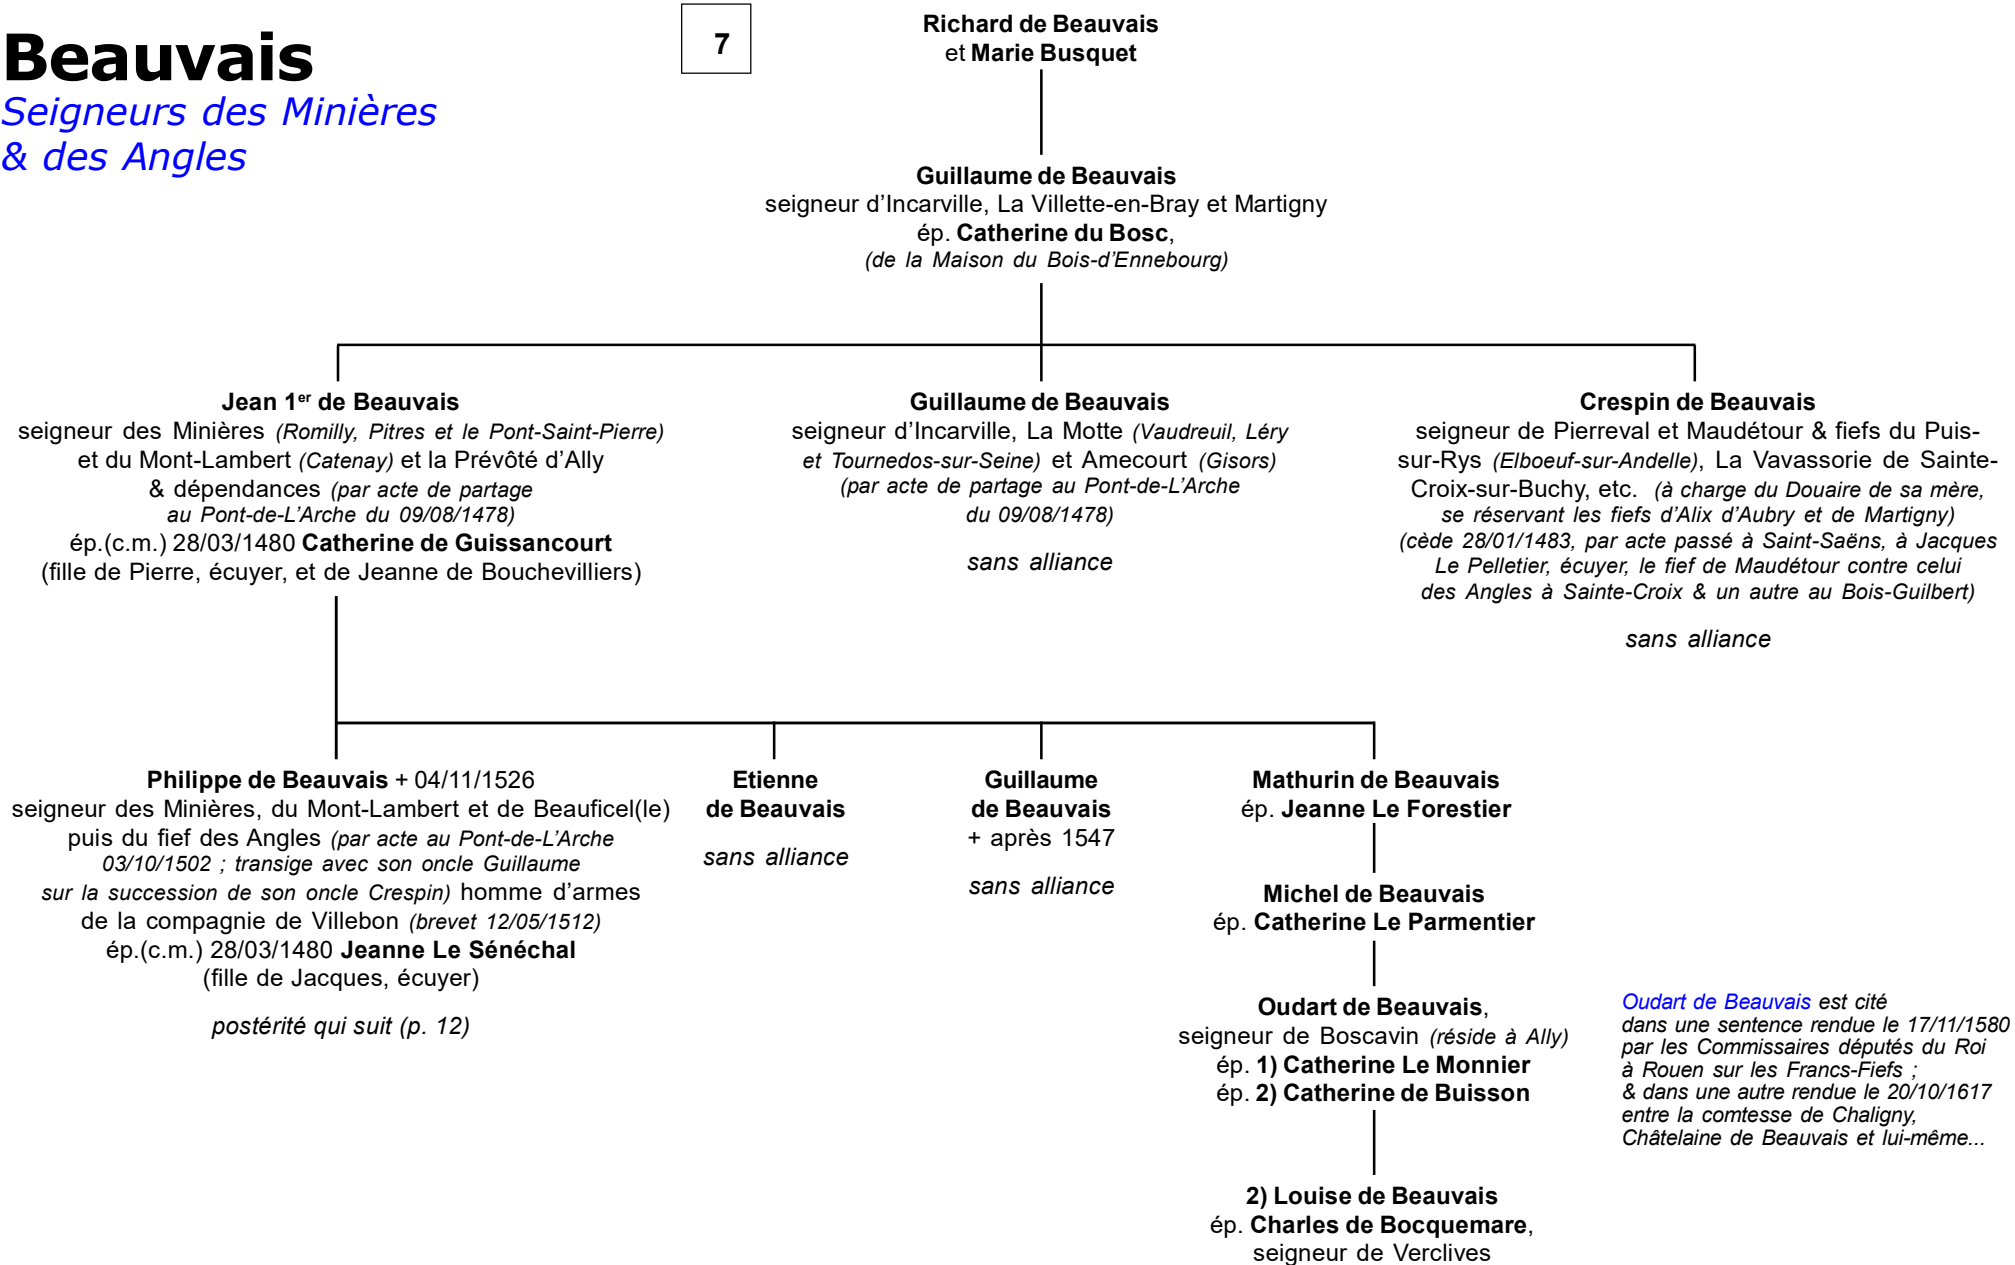 Beauvais
Seigneurs des Minières
& des Angles
7
Richard de Beauvais
et Marie Busquet
Guillaume de Beauvais
seigneur d’Incarville, La Villette-en-Bray et Martigny
ép. Catherine du Bosc,
(de la Maison du Bois-d’Ennebourg)
Jean 1er de Beauvais
seigneur des Minières (Romilly, Pitres et le Pont-Saint-Pierre)
et du Mont-Lambert (Catenay) et la Prévôté d’Ally
& dépendances (par acte de partage
au Pont-de-L’Arche du 09/08/1478)
ép.(c.m.) 28/03/1480 Catherine de Guissancourt
(fille de Pierre, écuyer, et de Jeanne de Bouchevilliers)
Guillaume de Beauvais
seigneur d’Incarville, La Motte (Vaudreuil, Léry
et Tournedos-sur-Seine) et Amecourt (Gisors)
(par acte de partage au Pont-de-L’Arche
du 09/08/1478)
sans alliance
Crespin de Beauvais
seigneur de Pierreval et Maudétour & fiefs du Puis-
sur-Rys (Elboeuf-sur-Andelle), La Vavassorie de Sainte-
Croix-sur-Buchy, etc. (à charge du Douaire de sa mère,
se réservant les fiefs d’Alix d’Aubry et de Martigny)
(cède 28/01/1483, par acte passé à Saint-Saëns, à Jacques
Le Pelletier, écuyer, le fief de Maudétour contre celui
des Angles à Sainte-Croix & un autre au Bois-Guilbert)
sans alliance
Philippe de Beauvais + 04/11/1526
seigneur des Minières, du Mont-Lambert et de Beauficel(le)
puis du fief des Angles (par acte au Pont-de-L’Arche
03/10/1502 ; transige avec son oncle Guillaume
sur la succession de son oncle Crespin) homme d’armes
de la compagnie de Villebon (brevet 12/05/1512)
ép.(c.m.) 28/03/1480 Jeanne Le Sénéchal
(fille de Jacques, écuyer)
postérité qui suit (p. 12)
Etienne
de Beauvais
sans alliance
Guillaume
de Beauvais
+ après 1547
sans alliance
Mathurin de Beauvais
ép. Jeanne Le Forestier
Michel de Beauvais
ép. Catherine Le Parmentier
Oudart de Beauvais,
seigneur de Boscavin (réside à Ally)
ép. 1) Catherine Le Monnier
ép. 2) Catherine de Buisson
2) Louise de Beauvais
ép. Charles de Bocquemare,
seigneur de Verclives
Oudart de Beauvais est cité
dans une sentence rendue le 17/11/1580
par les Commissaires députés du Roi
à Rouen sur les Francs-Fiefs ;
& dans une autre rendue le 20/10/1617
entre la comtesse de Chaligny,
Châtelaine de Beauvais et lui-même...